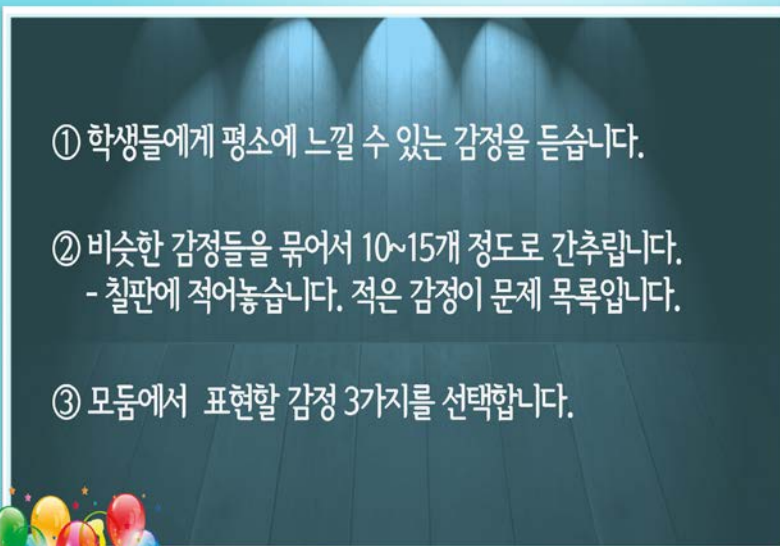 ① 학생들에게 평소에 느낄 수 있는 감정을 듣습니다.
② 비슷한 감정들을 묶어서 10~15개 정도로 간추립니다.
- 칠판에 적어놓습니다. 적은 감정이 문제 목록입니다.
③ 모둠에서 표현할 감정 3가지를 선택합니다.